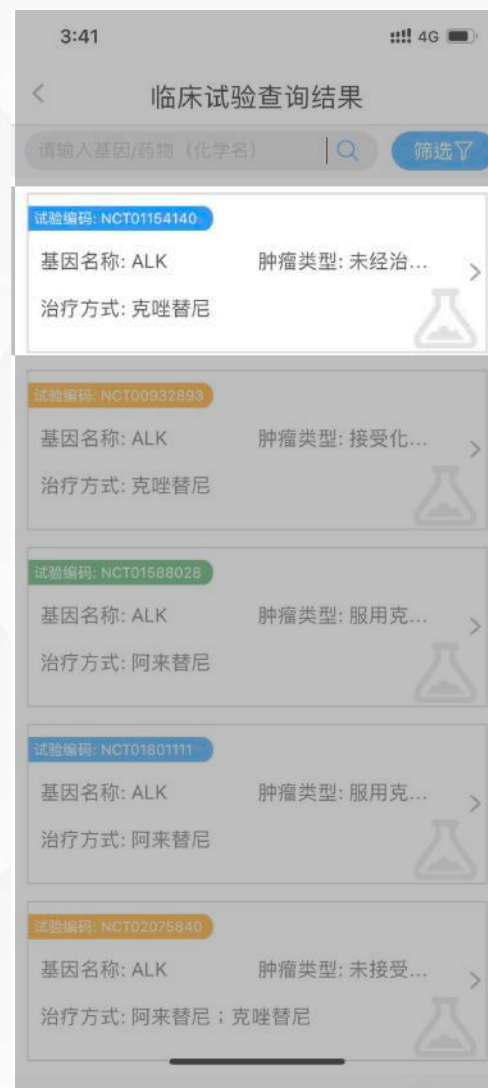 3:41 4G
临床试验查询结果
请输入基因/药物（化学名） 筛选
试验编码: NCT01154140
基因名称: ALK 肿瘤类型: 未经治...
治疗方式: 克唑替尼
试验编码: NCT00932893
基因名称: ALK 肿瘤类型: 接受化...
治疗方式: 克唑替尼
试验编码: NCT01588028
基因名称: ALK 肿瘤类型: 服用克...
治疗方式: 阿来替尼
试验编码: NCT01801111
基因名称: ALK 肿瘤类型: 服用克...
治疗方式: 阿来替尼
试验编码: NCT02075840
基因名称: ALK 肿瘤类型: 未接受...
治疗方式: 阿来替尼；克唑替尼